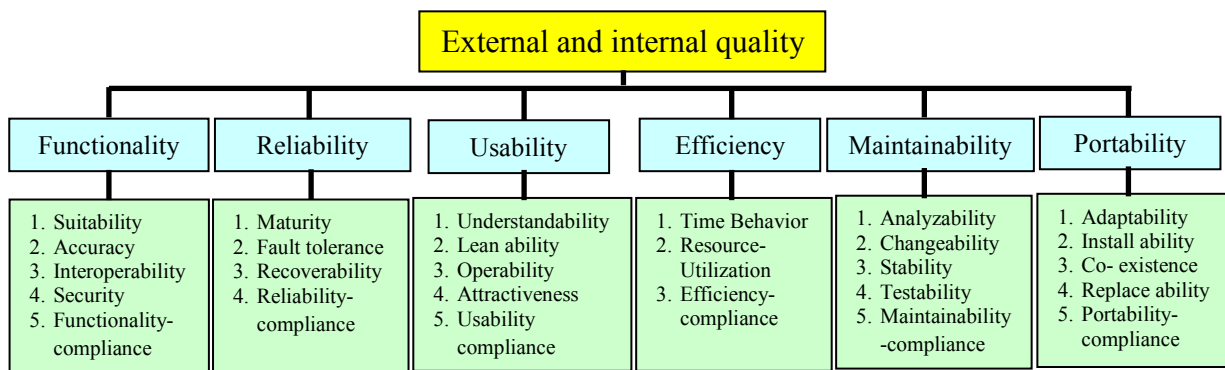 External and internal quality
Functionality
Reliability
Usability
Efficiency
Maintainability
Portability
1. Suitability
2. Accuracy
3. Interoperability
4. Security
5. Functionality-
compliance
1. Maturity
2. Fault tolerance
3. Recoverability
4. Reliability-
compliance
1. Understandability
2. Lean ability
3. Operability
4. Attractiveness
5. Usability
compliance
1. Time Behavior
2. Resource-
Utilization
3. Efficiency-
compliance
1. Analyzability
2. Changeability
3. Stability
4. Testability
5. Maintainability
-compliance
1. Adaptability
2. Install ability
3. Co- existence
4. Replace ability
5. Portability-
compliance